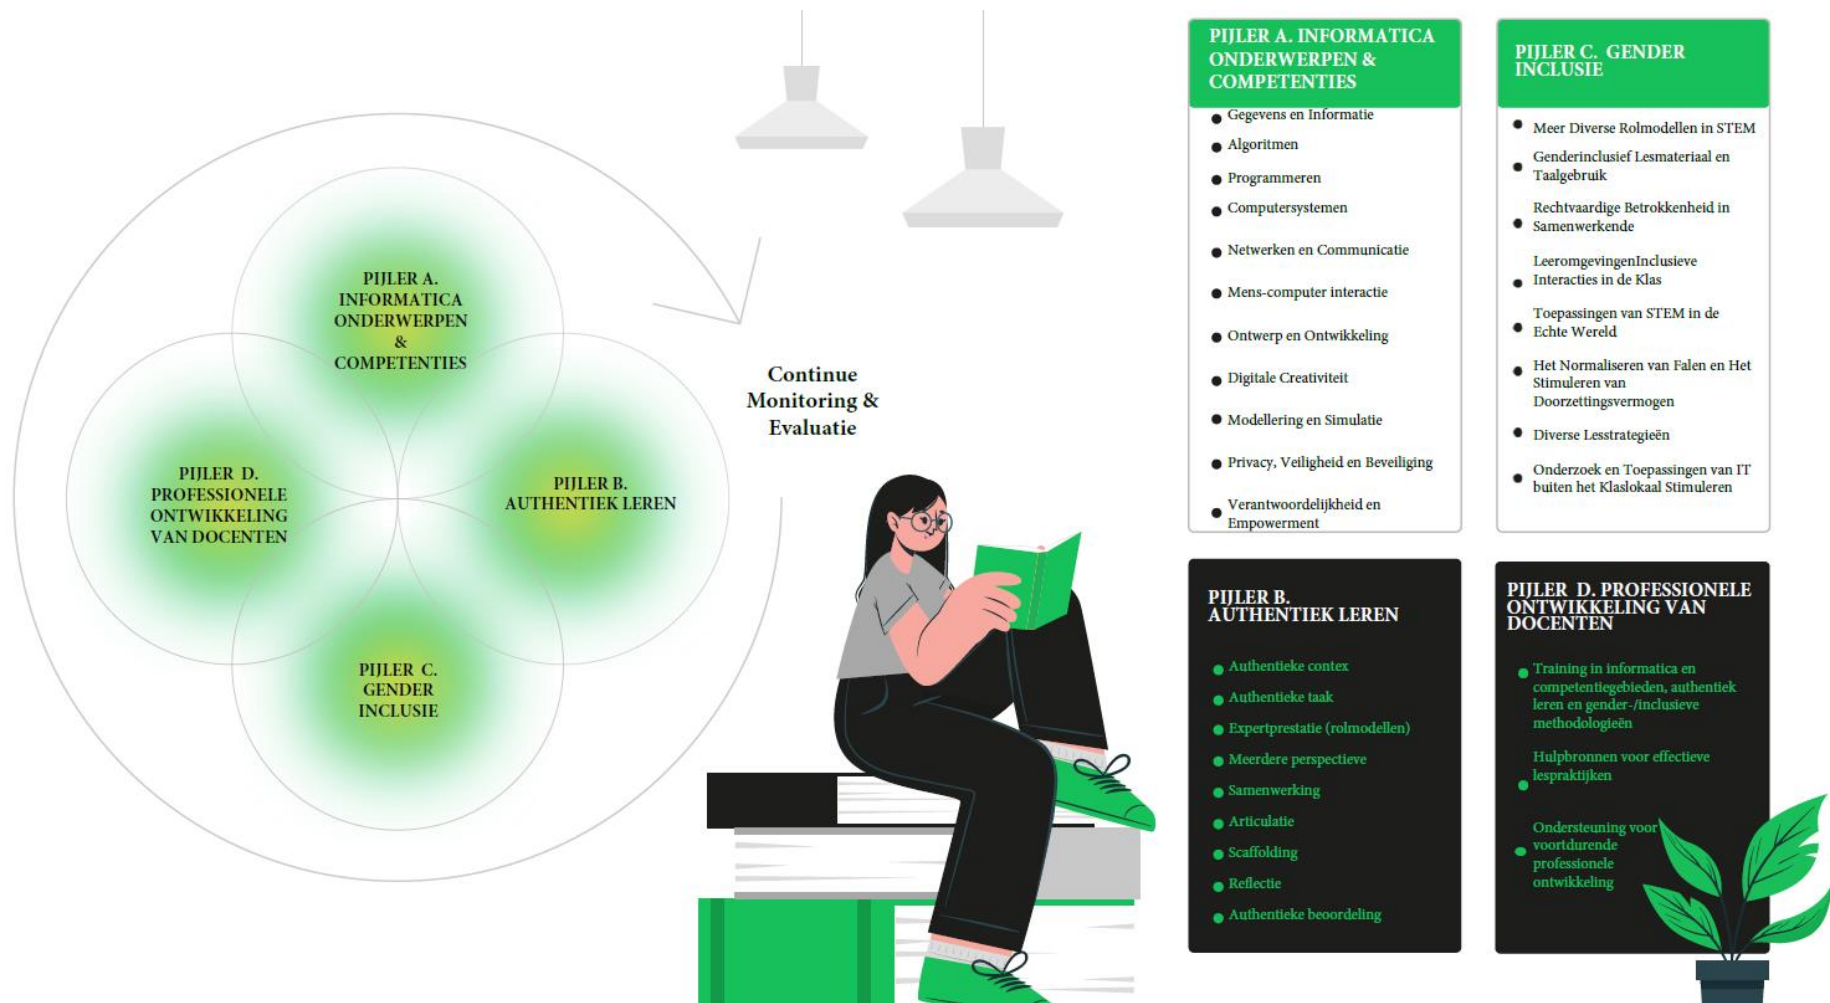 PIJLER A.
INFORMATICA
ONDERWERPEN
&
COMPETENTIES
PIJLER D.
PROFESSIONELE
ONTWIKKELING
VAN DOCENTEN
PIJLER B.
AUTHENTIEK LEREN
PIJLER C.
GENDER
INCLUSIE
Continue
Monitoring &
Evaluatie
PIJLER A. INFORMATICA
ONDERWERPEN &
COMPETENTIES
Gegevens en Informatie
Algoritmen
Programmeren
Computersystemen
Netwerken en Communicatie
Mens-computer interactie
Ontwerp en Ontwikkeling
Digitale Creativiteit
Modellering en Simulatie
Privacy, Veiligheid en Beveiliging
Verantwoordelijkheid en
Empowerment
PIJLER C. GENDER
INCLUSIE
Meer Diverse Rolmodellen in STEM
Genderinclusief Lesmateriaal en
Taalgebruik
Rechtvaardige Betrokkenheid in
Samenwerkende
LeeromgevingenInclusieve
Interacties in de Klas
Toepassingen van STEM in de
Echte Wereld
Het Normaliseren van Falen en Het
Stimuleren van
Doorzettingsvermogen
Diverse Lesstrategieën
Onderzoek en Toepassingen van IT
buiten het Klaslokaal Stimuleren
PIJLER B.
AUTHENTIEK LEREN
Authentieke contex
Authentieke taak
Expertprestatie (rolmodellen)
Meerdere perspectieve
Samenwerking
Articulatie
Scaffolding
Reflectie
Authentieke beoordeling
PIJLER D. PROFESSIONELE
ONTWIKKELING VAN
DOCENTEN
Training in informatica en
competentiegebieden, authentiek
leren en gender-/inclusieve
methodologieën
Hulpbronnen voor effectieve
lespraktijken
Ondersteuning voor
voortdurende
professionele
ontwikkeling